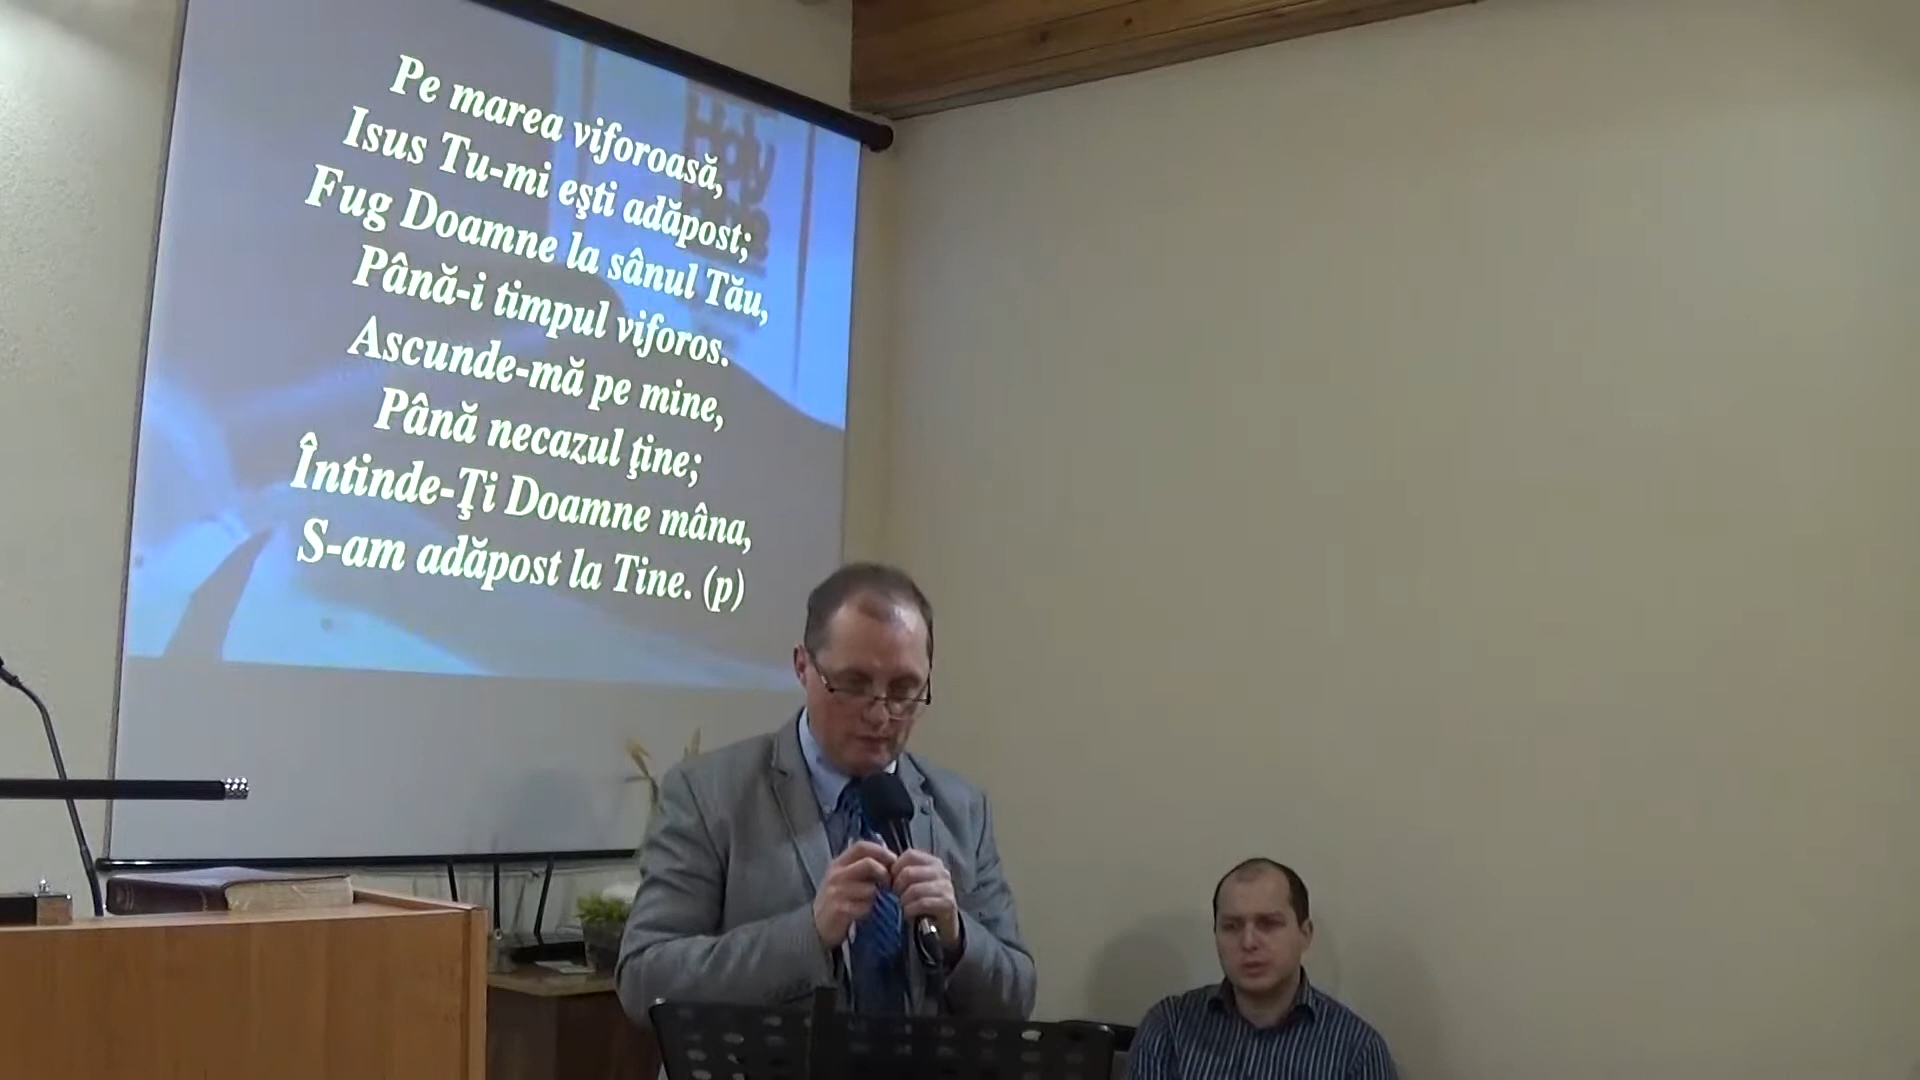 Pe marea viforoasă,
Isus Tu-mi eşti adăpost;
Fug Doamne la sânul Tău,
Până-i timpul viforos.
Ascunde-mă pe mine,
Până necazul ţine;
Întinde-Ţi Doamne mâna,
S-am adăpost la Tine. (p)
Holy